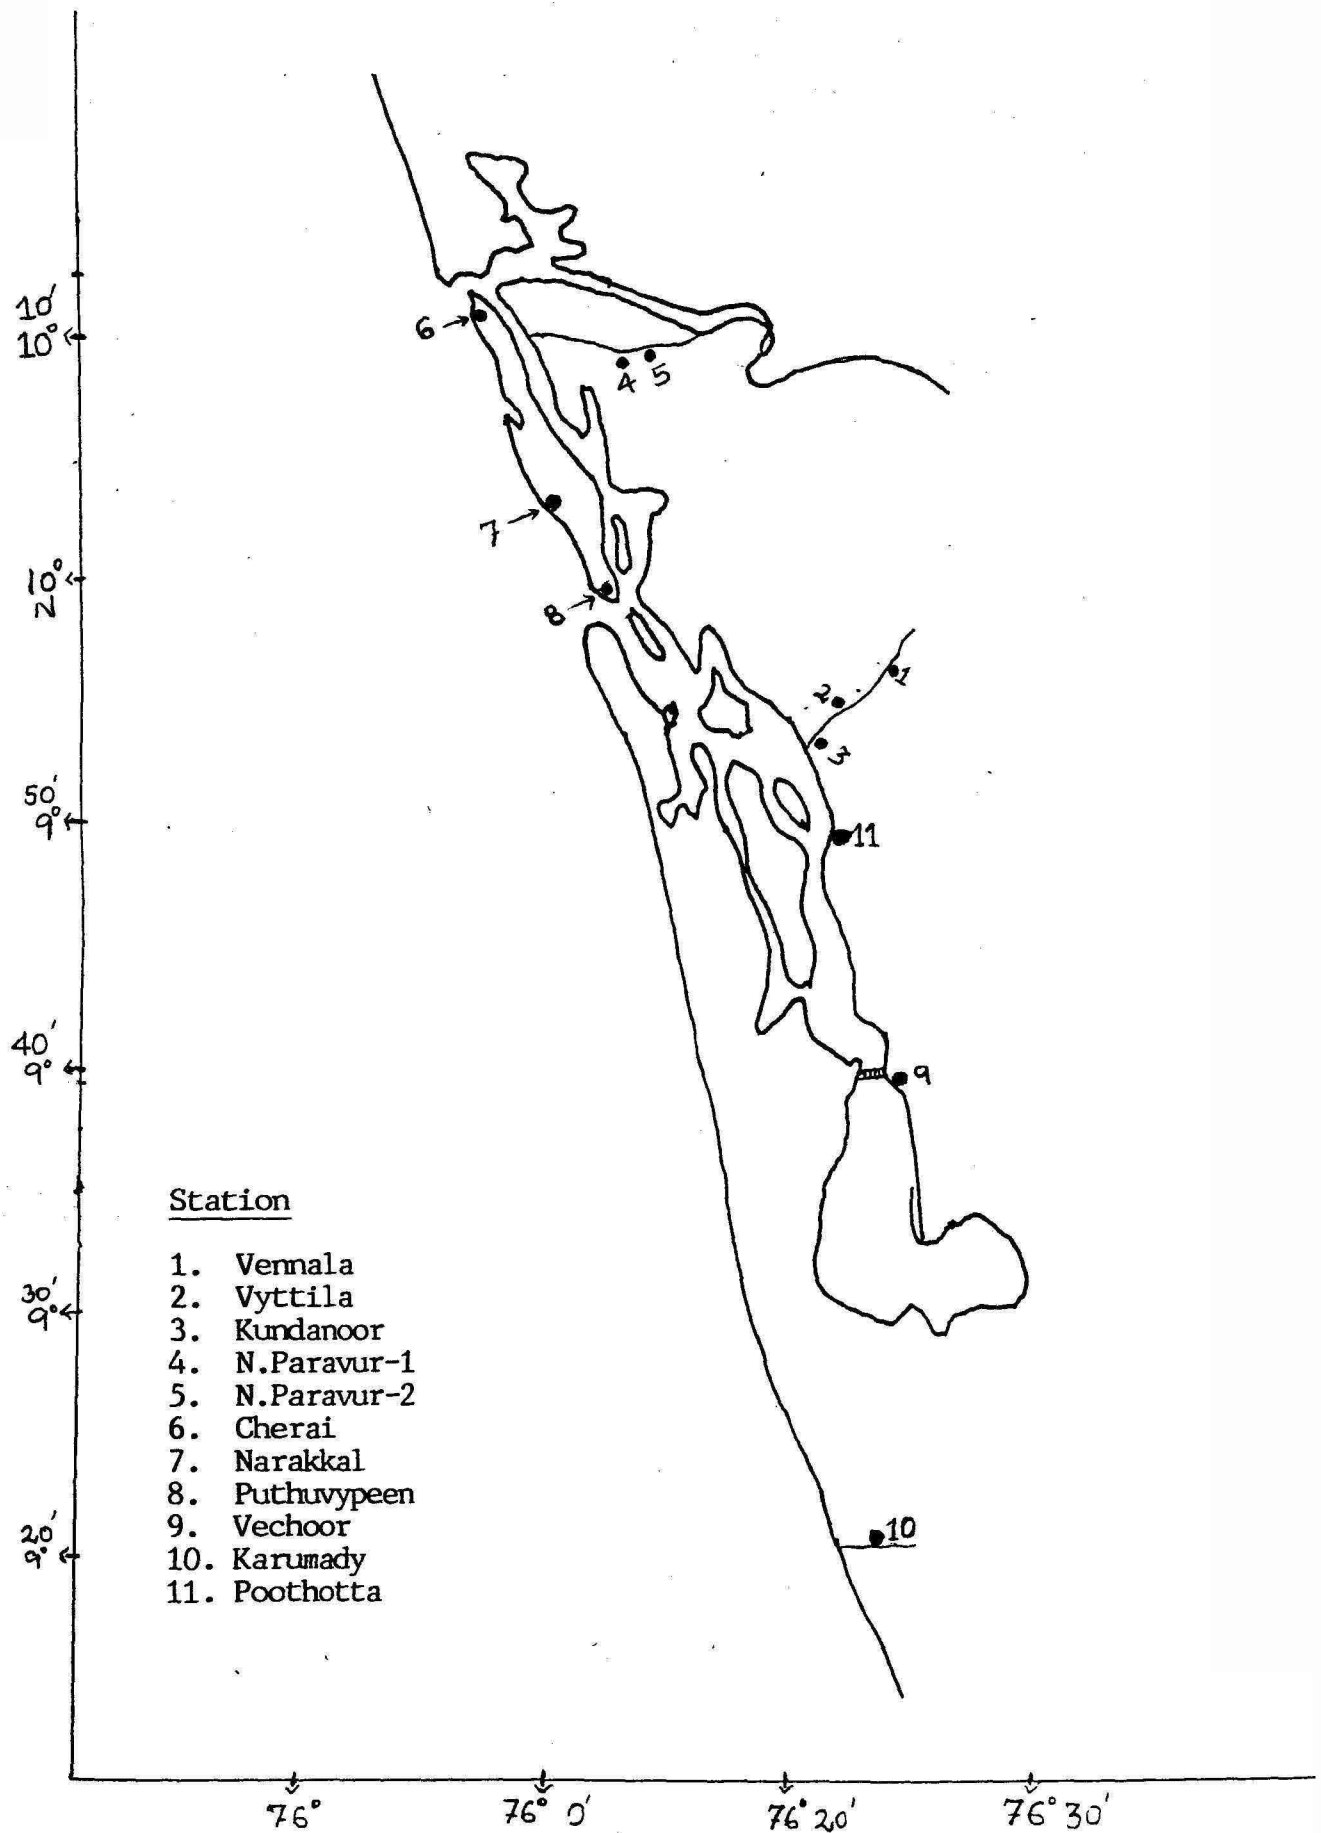 10'
10°
6
4 5
7
10°
N
8
1
2
3
50'
9°
11
40'
9°
9
Station
1. Vennala
2. Vyttila
3. Kundanoor
4. N.Paravur-1
5. N.Paravur-2
6. Cherai
7. Narakkal
8. Puthuvypeen
9. Vechoor
10. Karumady
11. Poothotta
30'
9°
20'
9°
10
76° 76° 0' 76° 20' 76° 30'